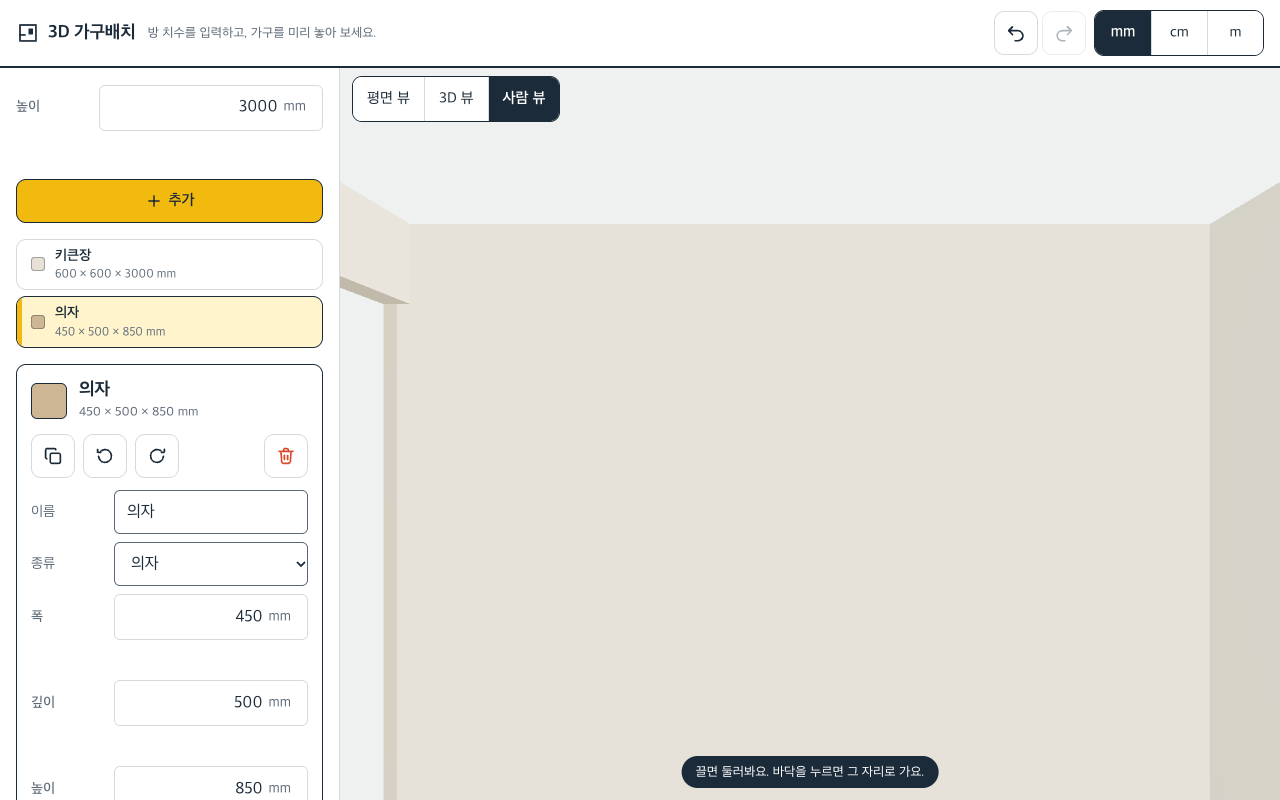 3D 가구배치 방 치수를 입력하고, 가구를 미리 놓아 보세요.
mm cm m
평면 뷰 3D 뷰 사람 뷰
높이 3000 mm
추가
키큰장
600 × 600 × 3000 mm
의자
450 × 500 × 850 mm
의자
450 × 500 × 850 mm
이름 의자
종류 의자
폭 450 mm
깊이 500 mm
높이 850 mm
끌면 둘러봐요. 바닥을 누르면 그 자리로 가요.